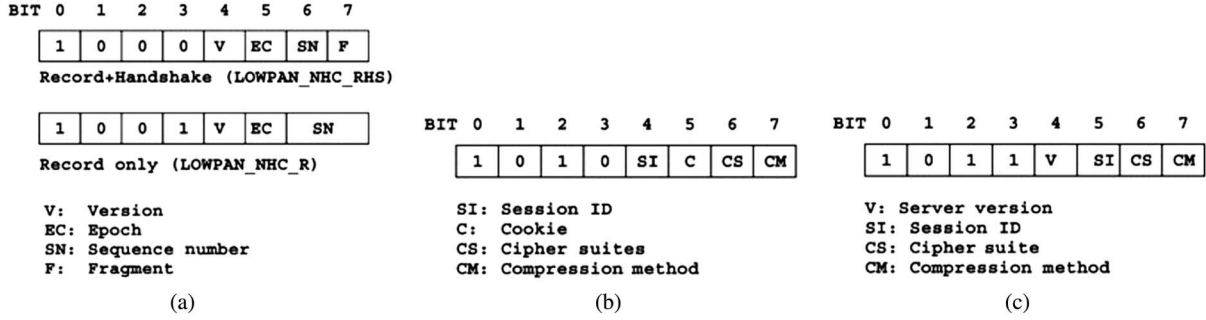 BIT 0 1 2 3 4 5 6 7
1 0 0 0 V EC SN F
Record+Handshake (LOWPAN_NHC_RHS)
1 0 0 1 V EC SN
Record only (LOWPAN_NHC_R)
V: Version
EC: Epoch
SN: Sequence number
F: Fragment
(a)
BIT 0 1 2 3 4 5 6 7
1 0 1 0 SI C CS CM
SI: Session ID
C: Cookie
CS: Cipher suites
CM: Compression method
(b)
BIT 0 1 2 3 4 5 6 7
1 0 1 1 V SI CS CM
V: Server version
SI: Session ID
CS: Cipher suite
CM: Compression method
(c)